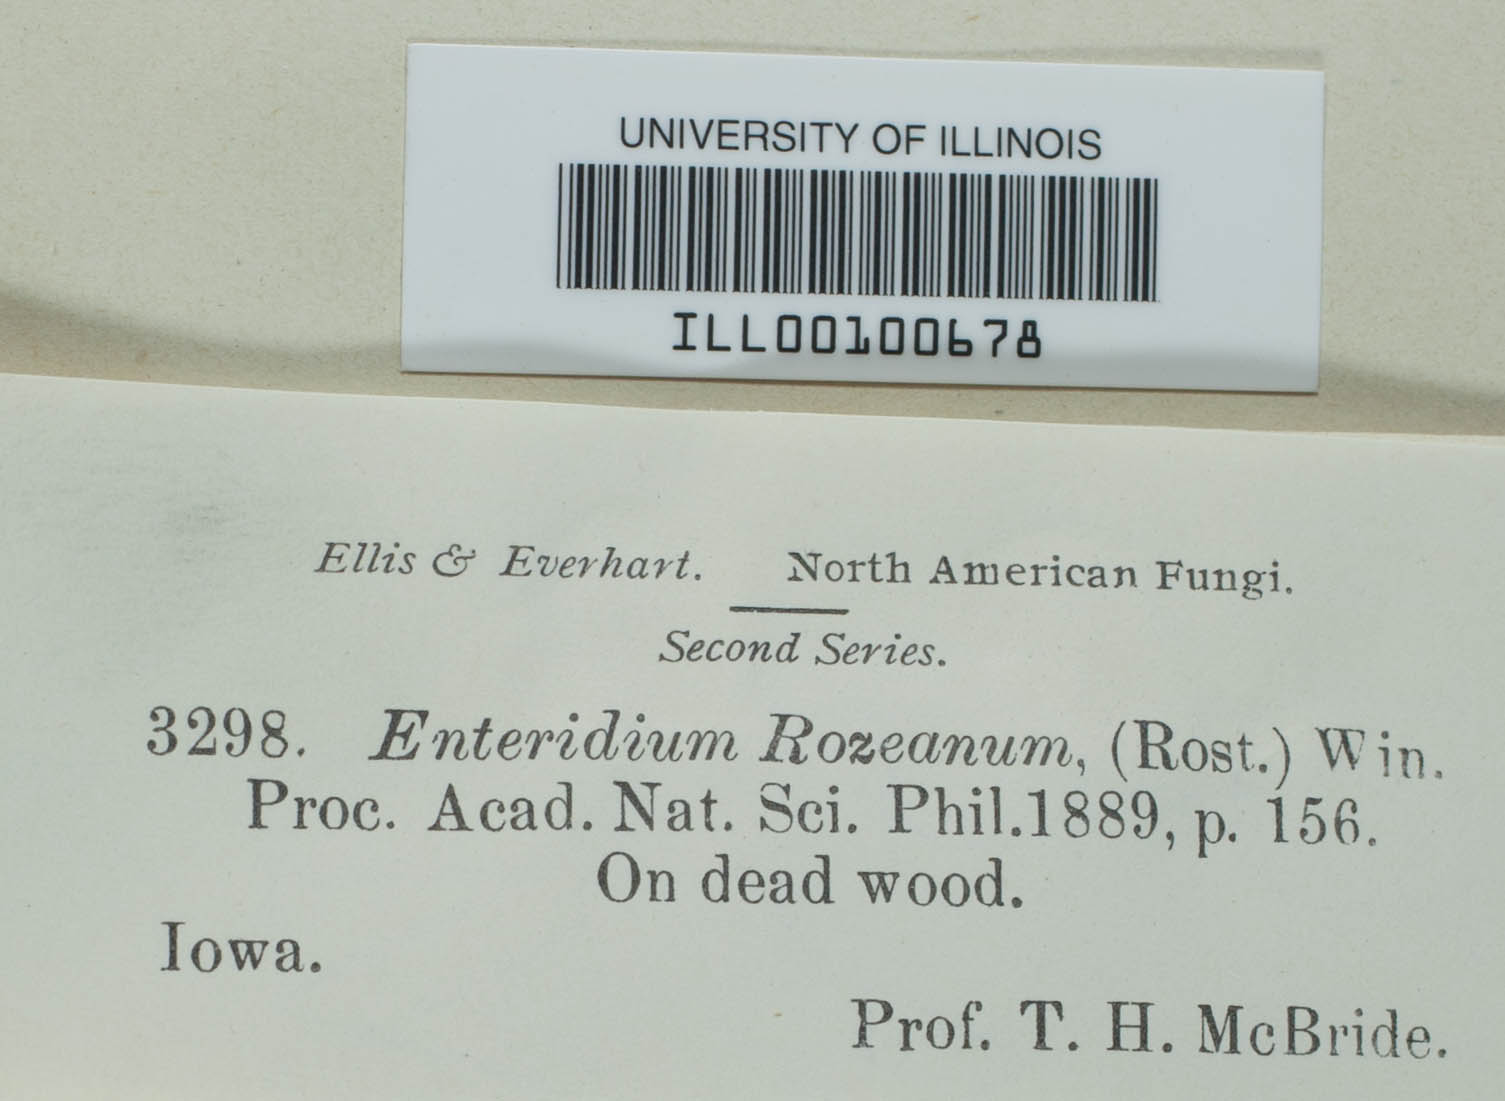 UNIVERSITY OF ILLINOIS
ILL00100678
Ellis & Everhart. North American Fungi.
Second Series.
3298. Enteridium Rozeanum, (Rost.) Win.
Proc. Acad. Nat. Sci. Phil.1889, p. 156.
On dead wood.
Iowa.
Prof. T. H. McBride.